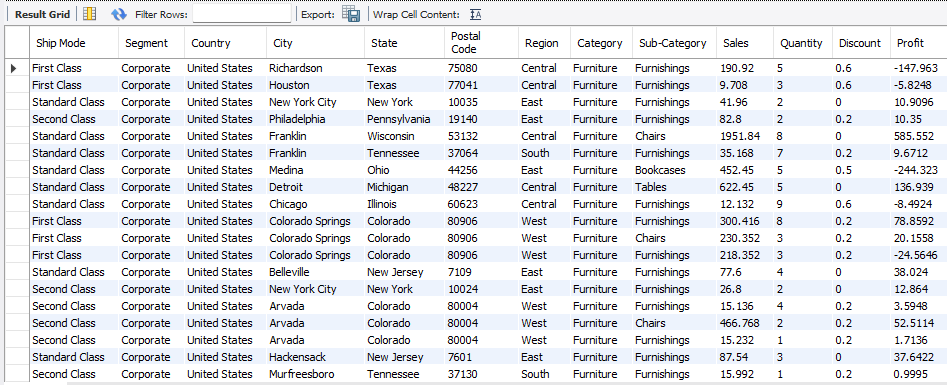 Result Grid Filter Rows: Export: Wrap Cell Content:
Ship Mode Segment Country City State Postal Code Region Category Sub-Category Sales Quantity Discount Profit
First Class Corporate United States Richardson Texas 75080 Central Furniture Furnishings 190.92 5 0.6 -147.963
First Class Corporate United States Houston Texas 77041 Central Furniture Furnishings 9.708 3 0.6 -5.8248
Standard Class Corporate United States New York City New York 10035 East Furniture Furnishings 41.96 2 0 10.9096
Second Class Corporate United States Philadelphia Pennsylvania 19140 East Furniture Furnishings 82.8 2 0.2 10.35
Standard Class Corporate United States Franklin Wisconsin 53132 Central Furniture Chairs 1951.84 8 0 585.552
Standard Class Corporate United States Franklin Tennessee 37064 South Furniture Furnishings 35.168 7 0.2 9.6712
Standard Class Corporate United States Medina Ohio 44256 East Furniture Bookcases 452.45 5 0.5 -244.323
Standard Class Corporate United States Detroit Michigan 48227 Central Furniture Tables 622.45 5 0 136.939
Standard Class Corporate United States Chicago Illinois 60623 Central Furniture Furnishings 12.132 9 0.6 -8.4924
First Class Corporate United States Colorado Springs Colorado 80906 West Furniture Furnishings 300.416 8 0.2 78.8592
First Class Corporate United States Colorado Springs Colorado 80906 West Furniture Chairs 230.352 3 0.2 20.1558
First Class Corporate United States Colorado Springs Colorado 80906 West Furniture Furnishings 218.352 3 0.2 -24.5646
Standard Class Corporate United States Belleville New Jersey 7109 East Furniture Furnishings 77.6 4 0 38.024
Second Class Corporate United States New York City New York 10024 East Furniture Furnishings 26.8 2 0 12.864
Second Class Corporate United States Arvada Colorado 80004 West Furniture Furnishings 15.136 4 0.2 3.5948
Second Class Corporate United States Arvada Colorado 80004 West Furniture Chairs 466.768 2 0.2 52.5114
Second Class Corporate United States Arvada Colorado 80004 West Furniture Furnishings 15.232 1 0.2 1.7136
Standard Class Corporate United States Hackensack New Jersey 7601 East Furniture Furnishings 87.54 3 0 37.6422
Second Class Corporate United States Murfreesboro Tennessee 37130 South Furniture Furnishings 15.992 1 0.2 0.9995